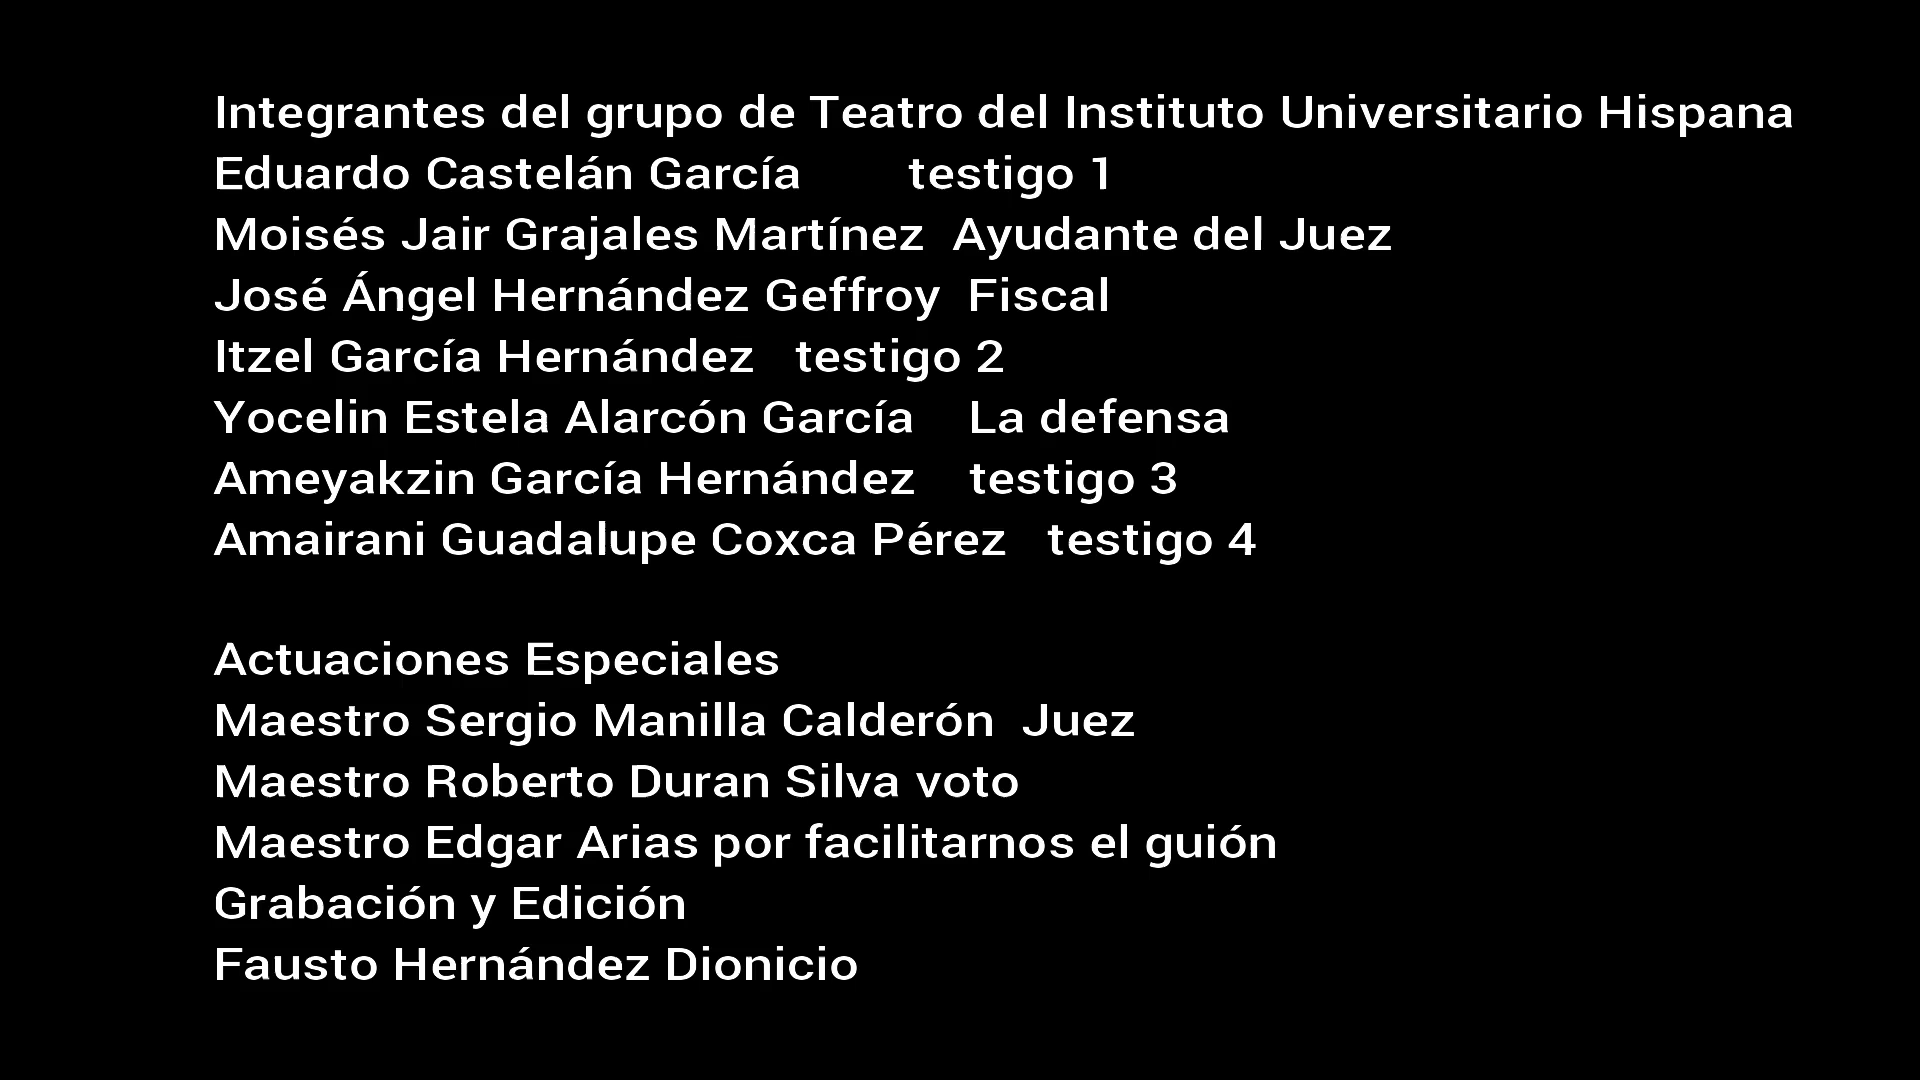 Integrantes del grupo de Teatro del Instituto Universitario Hispana
Eduardo Castelán García testigo 1
Moisés Jair Grajales Martínez Ayudante del Juez
José Ángel Hernández Geffroy Fiscal
Itzel García Hernández testigo 2
Yocelin Estela Alarcón García La defensa
Ameyakzin García Hernández testigo 3
Amairani Guadalupe Coxca Pérez testigo 4
Actuaciones Especiales
Maestro Sergio Manilla Calderón Juez
Maestro Roberto Duran Silva voto
Maestro Edgar Arias por facilitarnos el guión
Grabación y Edición
Fausto Hernández Dionicio